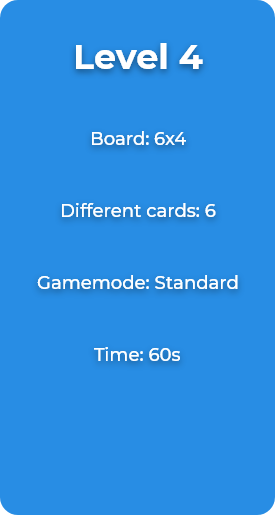 Level 4
Board: 6x4
Different cards: 6
Gamemode: Standard
Time: 60s